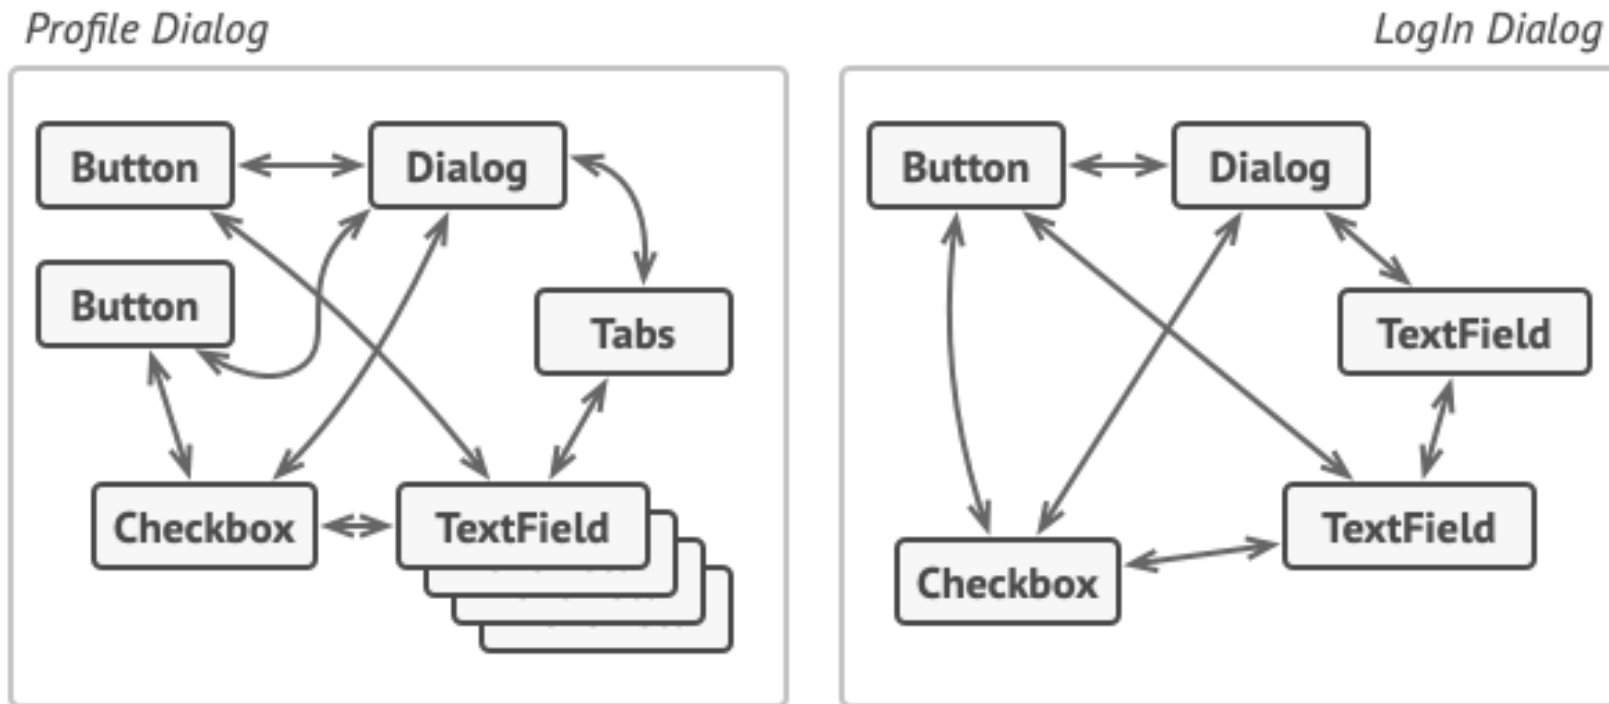 Profile Dialog
Button
Dialog
Button
Tabs
Checkbox
TextField
LogIn Dialog
Button
Dialog
TextField
TextField
Checkbox